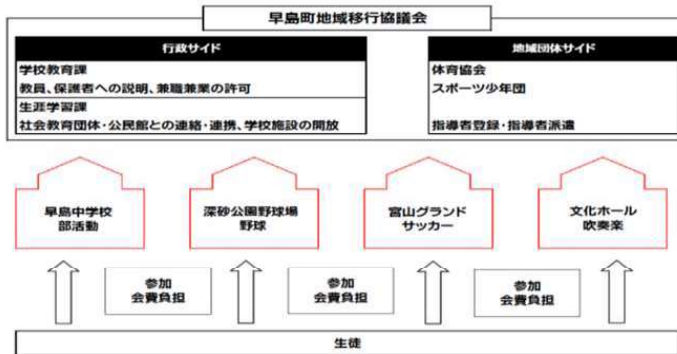 早島町地域移行協議会
行政サイド
学校教育課
教員、保護者への説明、兼職兼業の許可
生涯学習課
社会教育団体・公民館との連絡・連携、学校施設の開放
地域団体サイド
体育協会
スポーツ少年団
指導者登録・指導者派遣
早島中学校
部活動
深砂公園野球場
野球
宮山グランド
サッカー
文化ホール
吹奏楽
参加
会費負担
参加
会費負担
参加
会費負担
生徒